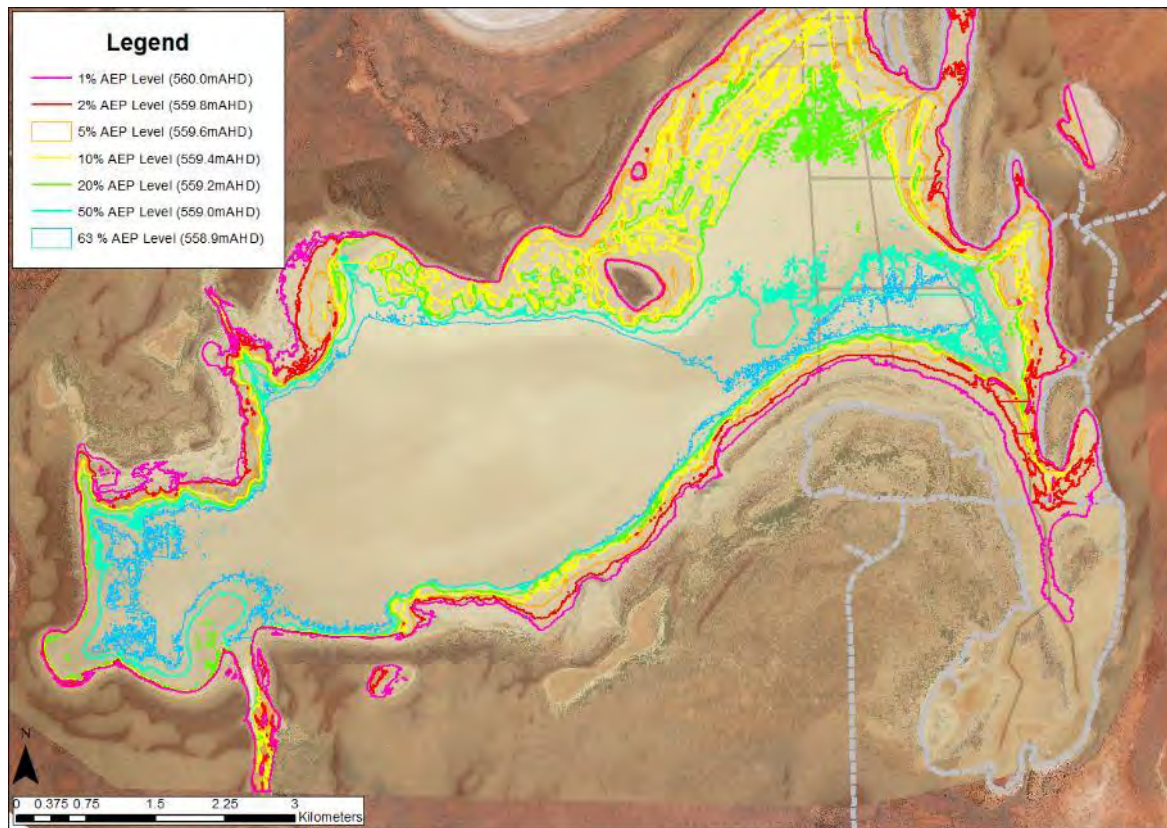 Legend
1% AEP Level (560.0mAHD)
2% AEP Level (559.8mAHD)
5% AEP Level (559.6mAHD)
10% AEP Level (559.4mAHD)
20% AEP Level (559.2mAHD)
50% AEP Level (559.0mAHD)
63 % AEP Level (558.9mAHD)
N
0 0.375 0.75 1.5 2.25 3
Kilometers